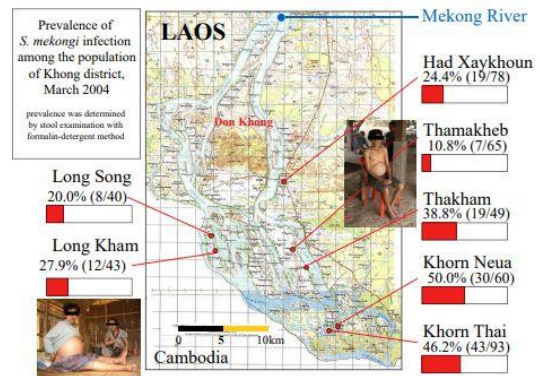 Prevalence of
S. mekongi infection
among the population
of Khong district,
March 2004
prevalence was determined
by stool examination with
formalin-detergent method
LAOS
Mekong River
Don Khong
Had Xaykhoun
24.4% (19/78)
Thamakheb
10.8% (7/65)
Thakham
38.8% (19/49)
Khorn Neua
50.0% (30/60)
Khorn Thai
46.2% (43/93)
Long Song
20.0% (8/40)
Long Kham
27.9% (12/43)
0 5 10km
Cambodia